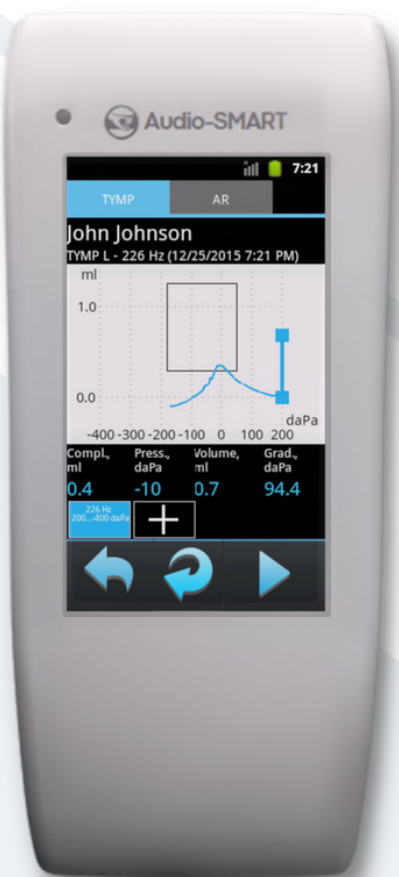 Audio-SMART
7:21
TYMP AR
John Johnson
TYMP L - 226 Hz (12/25/2015 7:21 PM)
ml
1.0
0.0
daPa
-400 -300 -200 -100 0 100 200
Compl., Press., Volume, Grad.,
ml daPa ml daPa
0.4 -10 0.7 94.4
226 Hz
200...-400 daPa